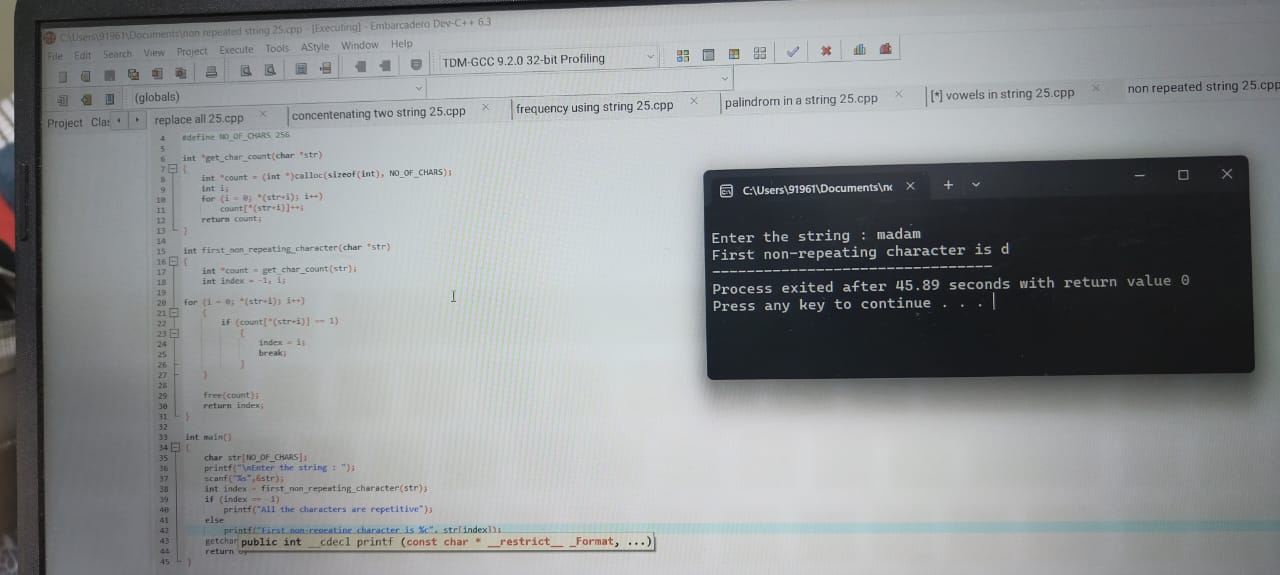 C:\Users\91961\Documents\non repeated string 25.cpp - [Executing] - Embarcadero Dev-C++ 6.3
File Edit Search View Project Execute Tools AStyle Window Help
TDM-GCC 9.2.0 32-bit Profiling
(globals)
Project Clas
replace all 25.cpp
concentenating two string 25.cpp
frequency using string 25.cpp
palindrom in a string 25.cpp
[*] vowels in string 25.cpp
non repeated string 25.cpp
4 #define NO_OF_CHARS 256
5
6 int *get_char_count(char *str)
7 {
8 int *count = (int *)calloc(sizeof(int), NO_OF_CHARS);
9 int i;
10 for (i = 0; *(str+i); i++)
11 count[*(str+i)]++;
12 return count;
13 }
14
15 int first_non_repeating_character(char *str)
16 {
17 int *count = get_char_count(str);
18 int index = -1, i;
19
20 for (i = 0; *(str+i); i++)
21 {
22 if (count[*(str+i)] == 1)
23 {
24 index = i;
25 break;
26 }
27 }
28
29 free(count);
30 return index;
31 }
32
33 int main()
34 {
35 char str[NO_OF_CHARS];
36 printf("\nEnter the string : ");
37 scanf("%s",&str);
38 int index = first_non_repeating_character(str);
39 if (index == -1)
40 printf("All the characters are repetitive");
41 else
42 printf("First non-repeating character is %c", str[index]);
43 getchar
44 return
45 }
public int __cdecl printf (const char * __restrict__ _Format, ...)
C:\Users\91961\Documents\nc
Enter the string : madam
First non-repeating character is d
--------------------------------
Process exited after 45.89 seconds with return value 0
Press any key to continue . . .